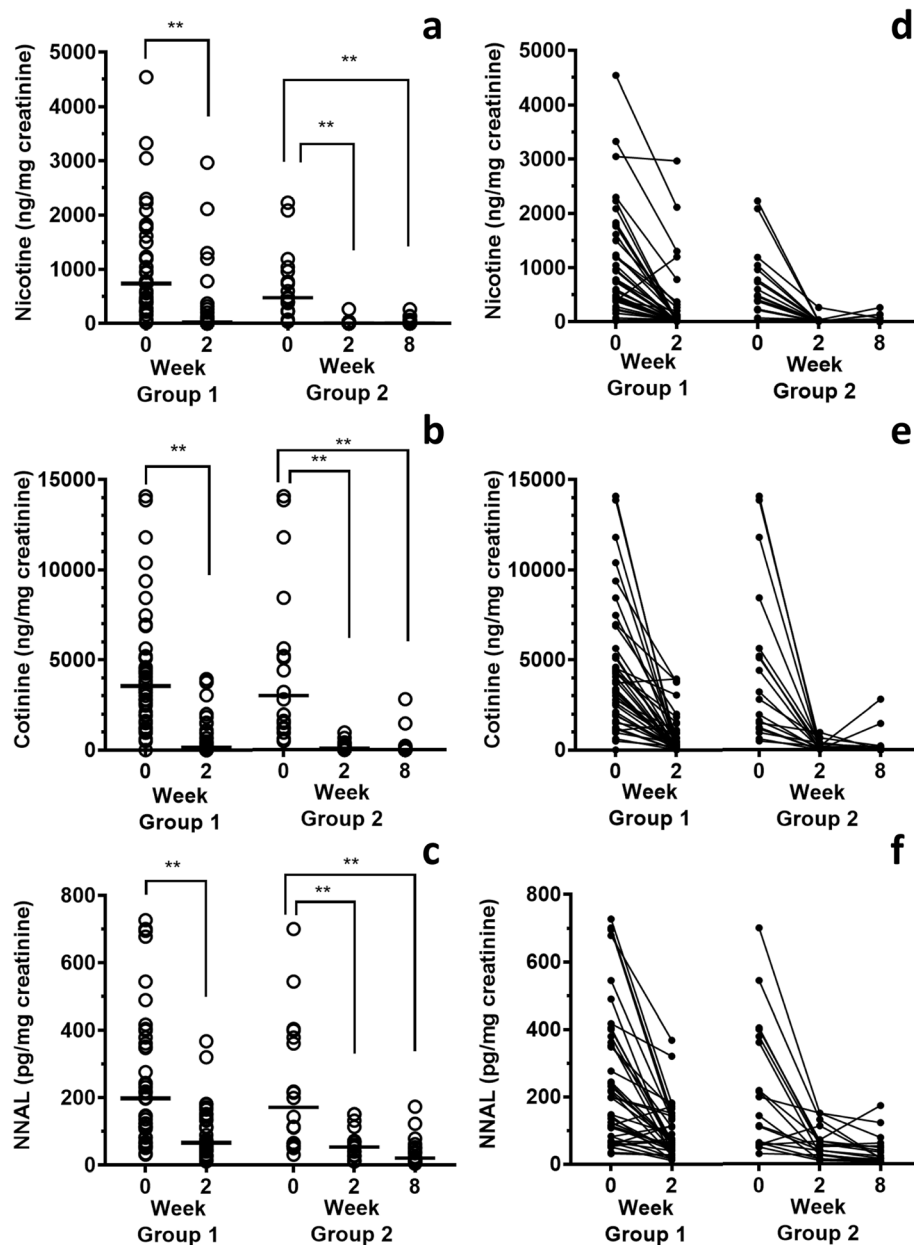 a
Nicotine (ng/mg creatinine)
5000
4000
3000
2000
1000
0
**
**
**
0 2 0 2 8
Week Week
Group 1 Group 2
d
Nicotine (ng/mg creatinine)
5000
4000
3000
2000
1000
0
0 2 0 2 8
Week Week
Group 1 Group 2
b
Cotinine (ng/mg creatinine)
15000
10000
5000
0
**
**
**
0 2 0 2 8
Week Week
Group 1 Group 2
e
Cotinine (ng/mg creatinine)
15000
10000
5000
0
0 2 0 2 8
Week Week
Group 1 Group 2
c
NNAL (pg/mg creatinine)
800
600
400
200
0
**
**
**
0 2 0 2 8
Week Week
Group 1 Group 2
f
NNAL (pg/mg creatinine)
800
600
400
200
0
0 2 0 2 8
Week Week
Group 1 Group 2